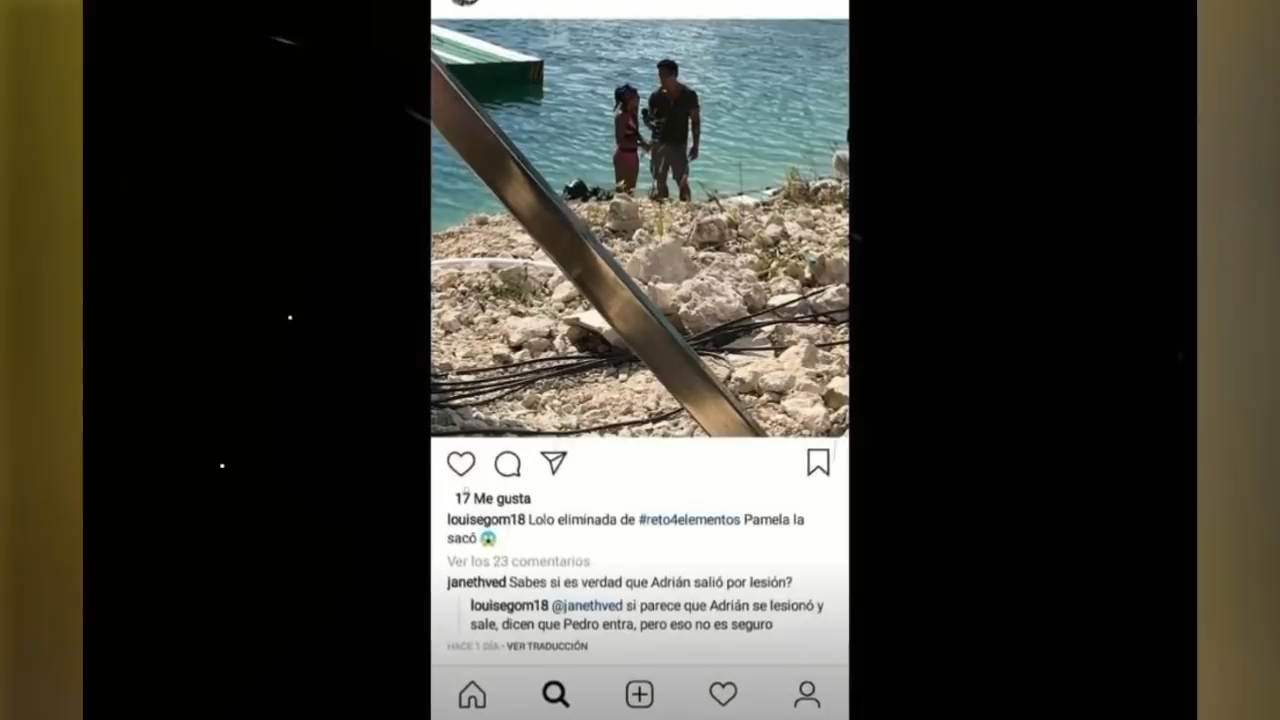 17 Me gusta
louisegom18 Lolo eliminada de #reto4elementos Pamela la
sacó 😱
Ver los 23 comentarios
janethved Sabes si es verdad que Adrián salió por lesión?
louisegom18 @janethved si parece que Adrián se lesionó y
sale, dicen que Pedro entra, pero eso no es seguro
HACE 1 DÍA · VER TRADUCCIÓN